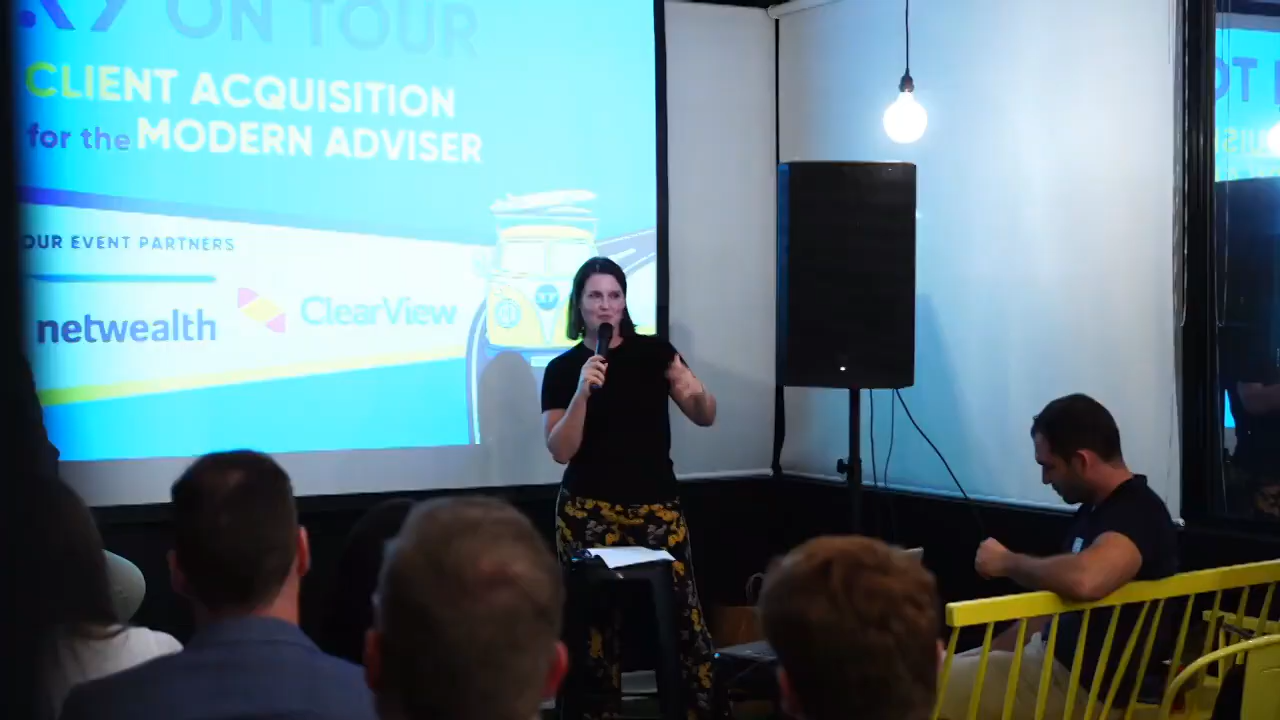 ON TOUR
CLIENT ACQUISITION
for the MODERN ADVISER
OUR EVENT PARTNERS
netwealth
ClearView